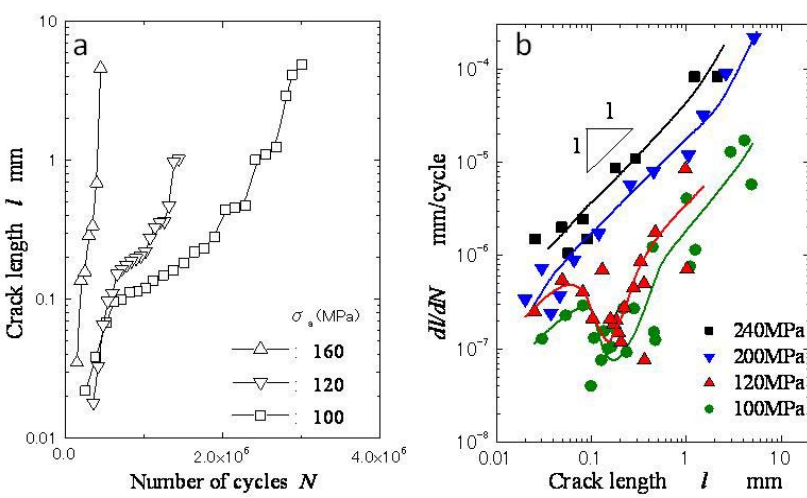 a
10
1
0.1
0.01
Crack length l mm
0.0
2.0×10⁶
4.0×10⁶
Number of cycles N
σa (MPa)
: 160
: 120
: 100
b
10⁻⁴
10⁻⁵
10⁻⁶
10⁻⁷
10⁻⁸
dl/dN mm/cycle
1
1
240MPa
200MPa
120MPa
100MPa
0.01
0.1
1
10
Crack length l mm